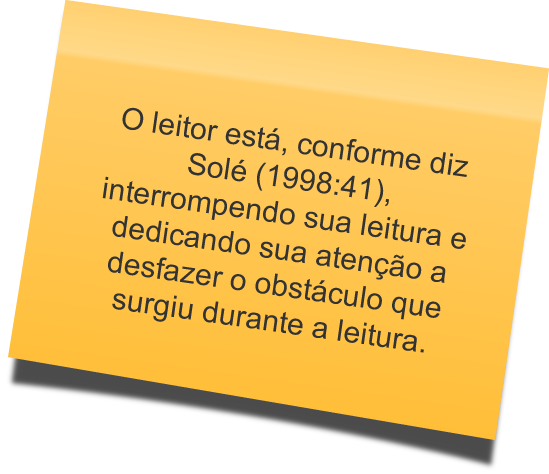 O leitor está, conforme diz
Solé (1998:41),
interrompendo sua leitura e
dedicando sua atenção a
desfazer o obstáculo que
surgiu durante a leitura.